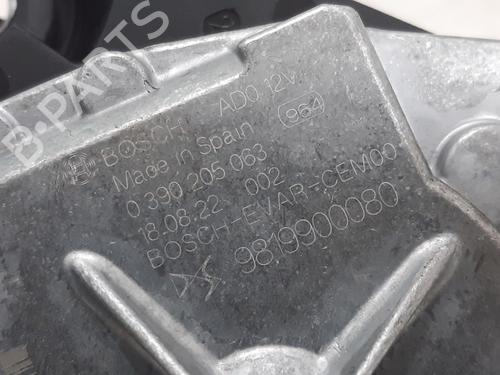 B-PARTS
BOSCH ADO 12V
Made in Spain 964
0 390 205 063
18.08.22 002
BOSCH-EVAR-CEM00
9819900080